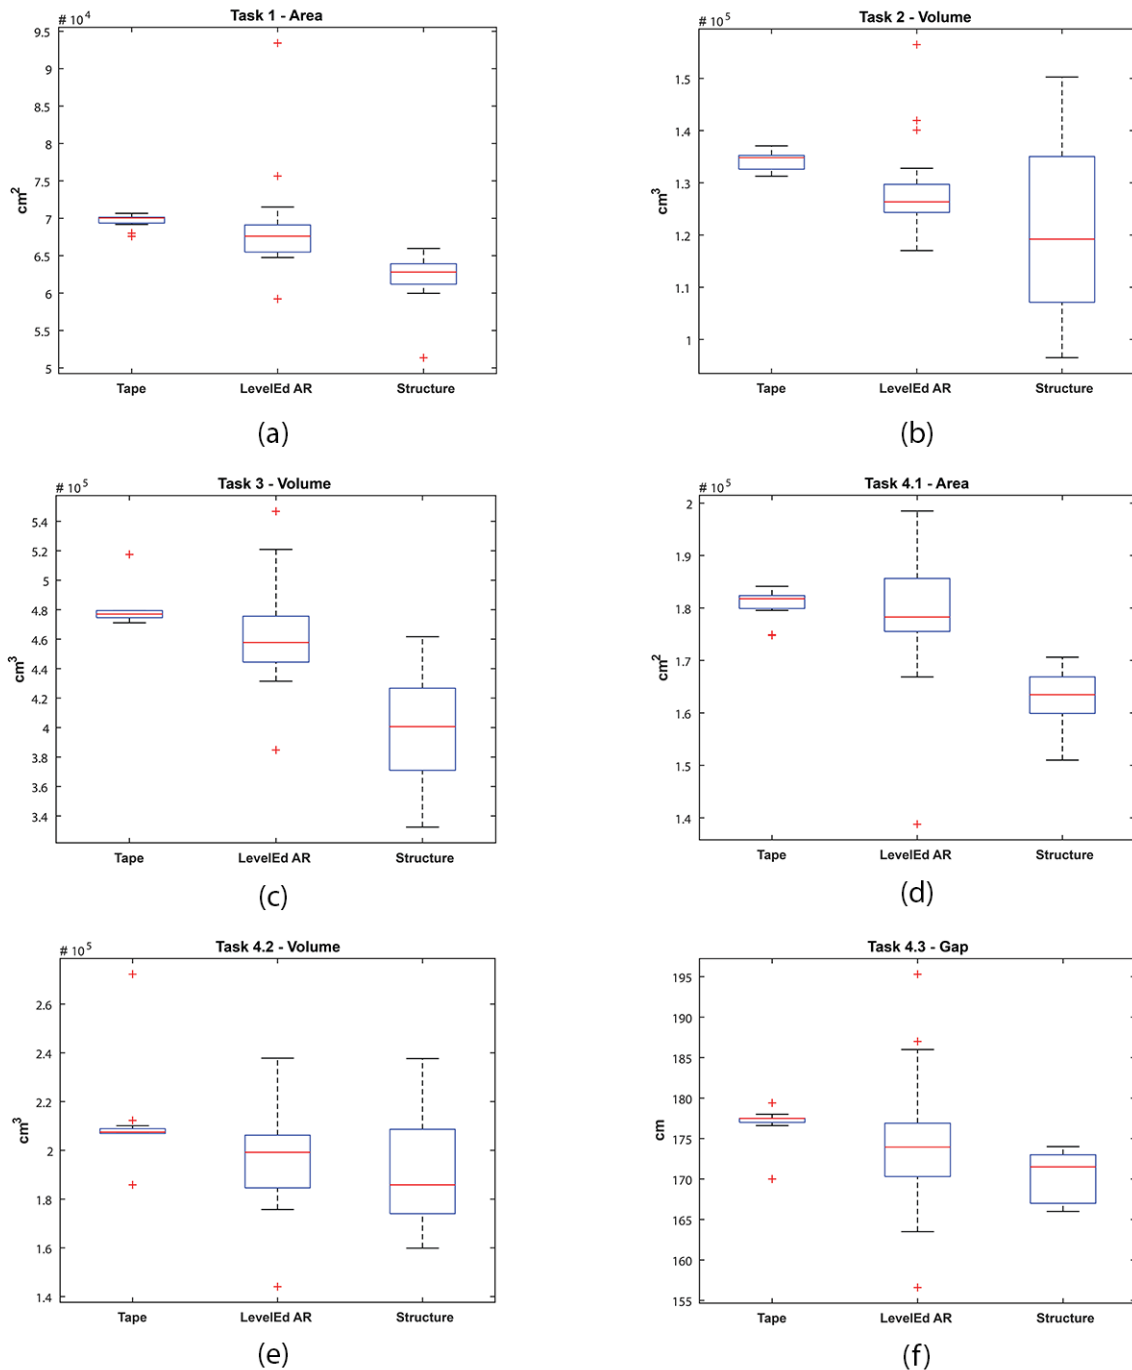 Task 1 - Area
# 10^4
9.5
9
8.5
8
7.5
7
6.5
6
5.5
5
cm^2
Tape LevelEd AR Structure
(a)
Task 2 - Volume
# 10^5
1.5
1.4
1.3
1.2
1.1
1
cm^3
Tape LevelEd AR Structure
(b)
Task 3 - Volume
# 10^5
5.4
5.2
5
4.8
4.6
4.4
4.2
4
3.8
3.6
3.4
cm^3
Tape LevelEd AR Structure
(c)
Task 4.1 - Area
# 10^5
2
1.9
1.8
1.7
1.6
1.5
1.4
cm^2
Tape LevelEd AR Structure
(d)
Task 4.2 - Volume
# 10^5
2.6
2.4
2.2
2
1.8
1.6
1.4
cm^3
Tape LevelEd AR Structure
(e)
Task 4.3 - Gap
195
190
185
180
175
170
165
160
155
cm
Tape LevelEd AR Structure
(f)